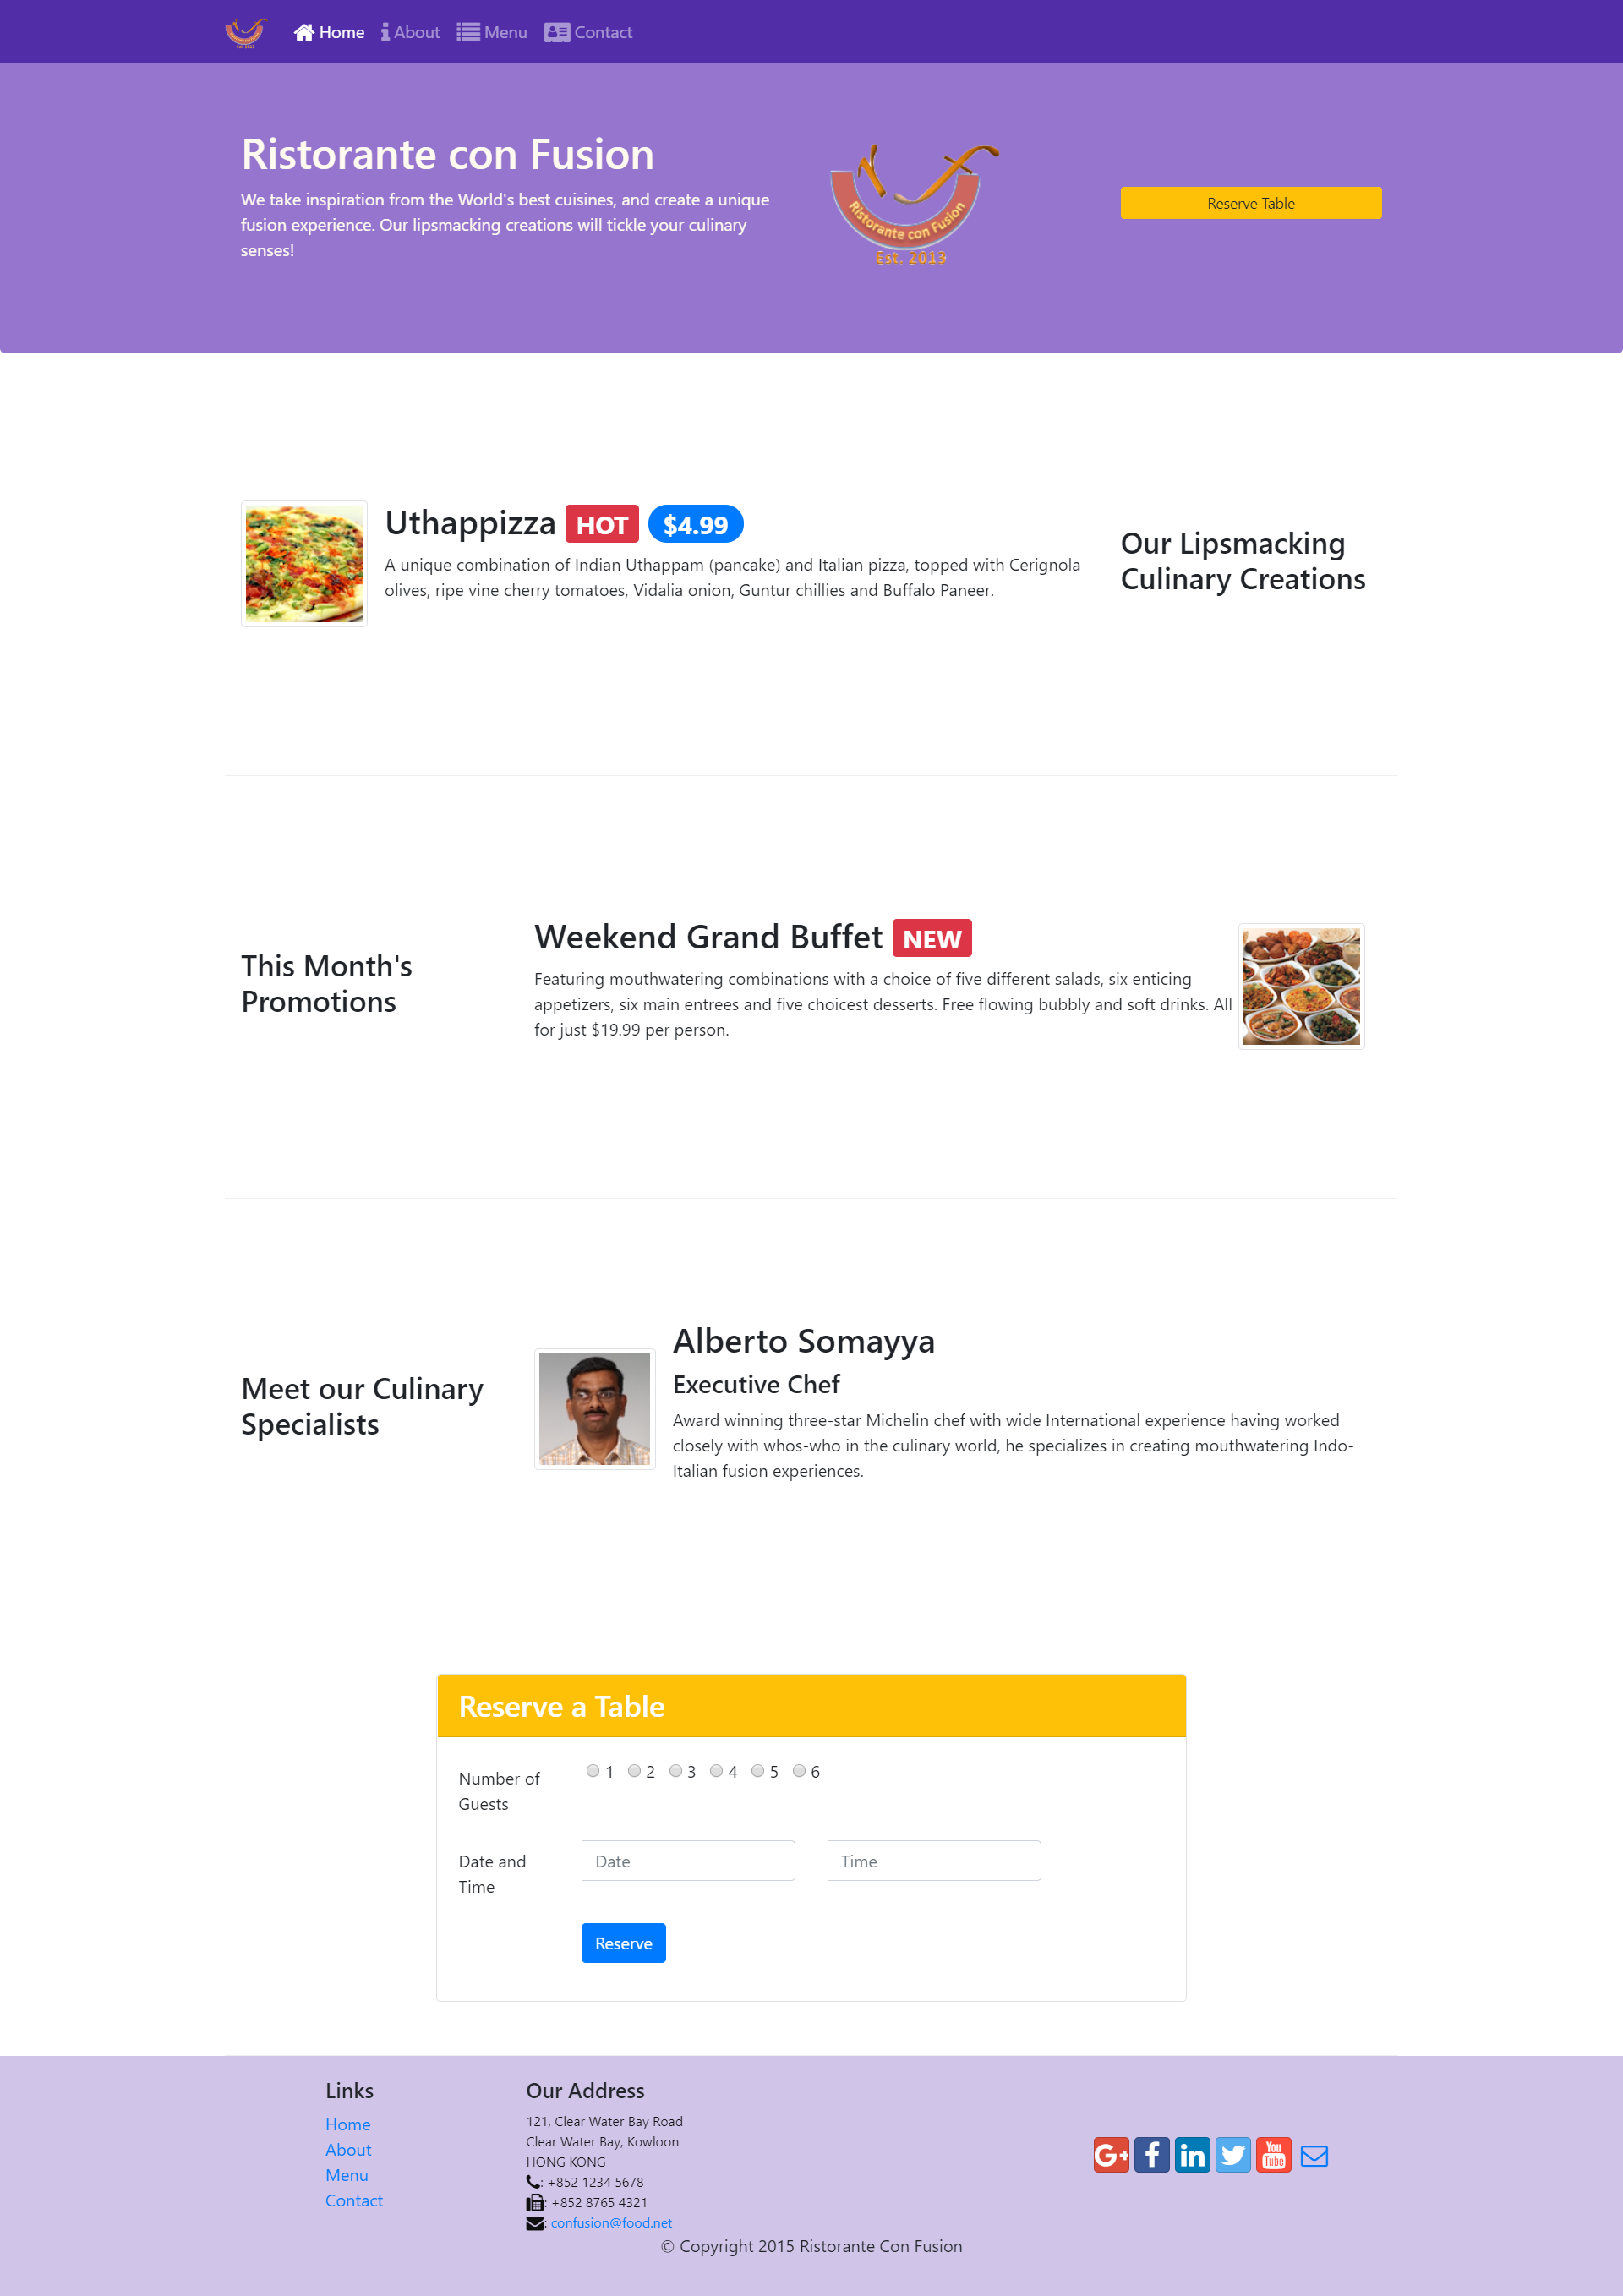 Home About Menu Contact
Ristorante con Fusion
We take inspiration from the World's best cuisines, and create a unique
fusion experience. Our lipsmacking creations will tickle your culinary
senses!
Ristorante con Fusion
Est. 2013
Reserve Table
Uthappizza HOT $4.99
A unique combination of Indian Uthappam (pancake) and Italian pizza, topped with Cerignola
olives, ripe vine cherry tomatoes, Vidalia onion, Guntur chillies and Buffalo Paneer.
Our Lipsmacking
Culinary Creations
This Month's
Promotions
Weekend Grand Buffet NEW
Featuring mouthwatering combinations with a choice of five different salads, six enticing
appetizers, six main entrees and five choicest desserts. Free flowing bubbly and soft drinks. All
for just $19.99 per person.
Meet our Culinary
Specialists
Alberto Somayya
Executive Chef
Award winning three-star Michelin chef with wide International experience having worked
closely with whos-who in the culinary world, he specializes in creating mouthwatering Indo-
Italian fusion experiences.
Reserve a Table
Number of
Guests
1 2 3 4 5 6
Date and
Time
Date
Time
Reserve
Links
Home
About
Menu
Contact
Our Address
121, Clear Water Bay Road
Clear Water Bay, Kowloon
HONG KONG
: +852 1234 5678
: +852 8765 4321
: confusion@food.net
G+ f in You Tube
© Copyright 2015 Ristorante Con Fusion